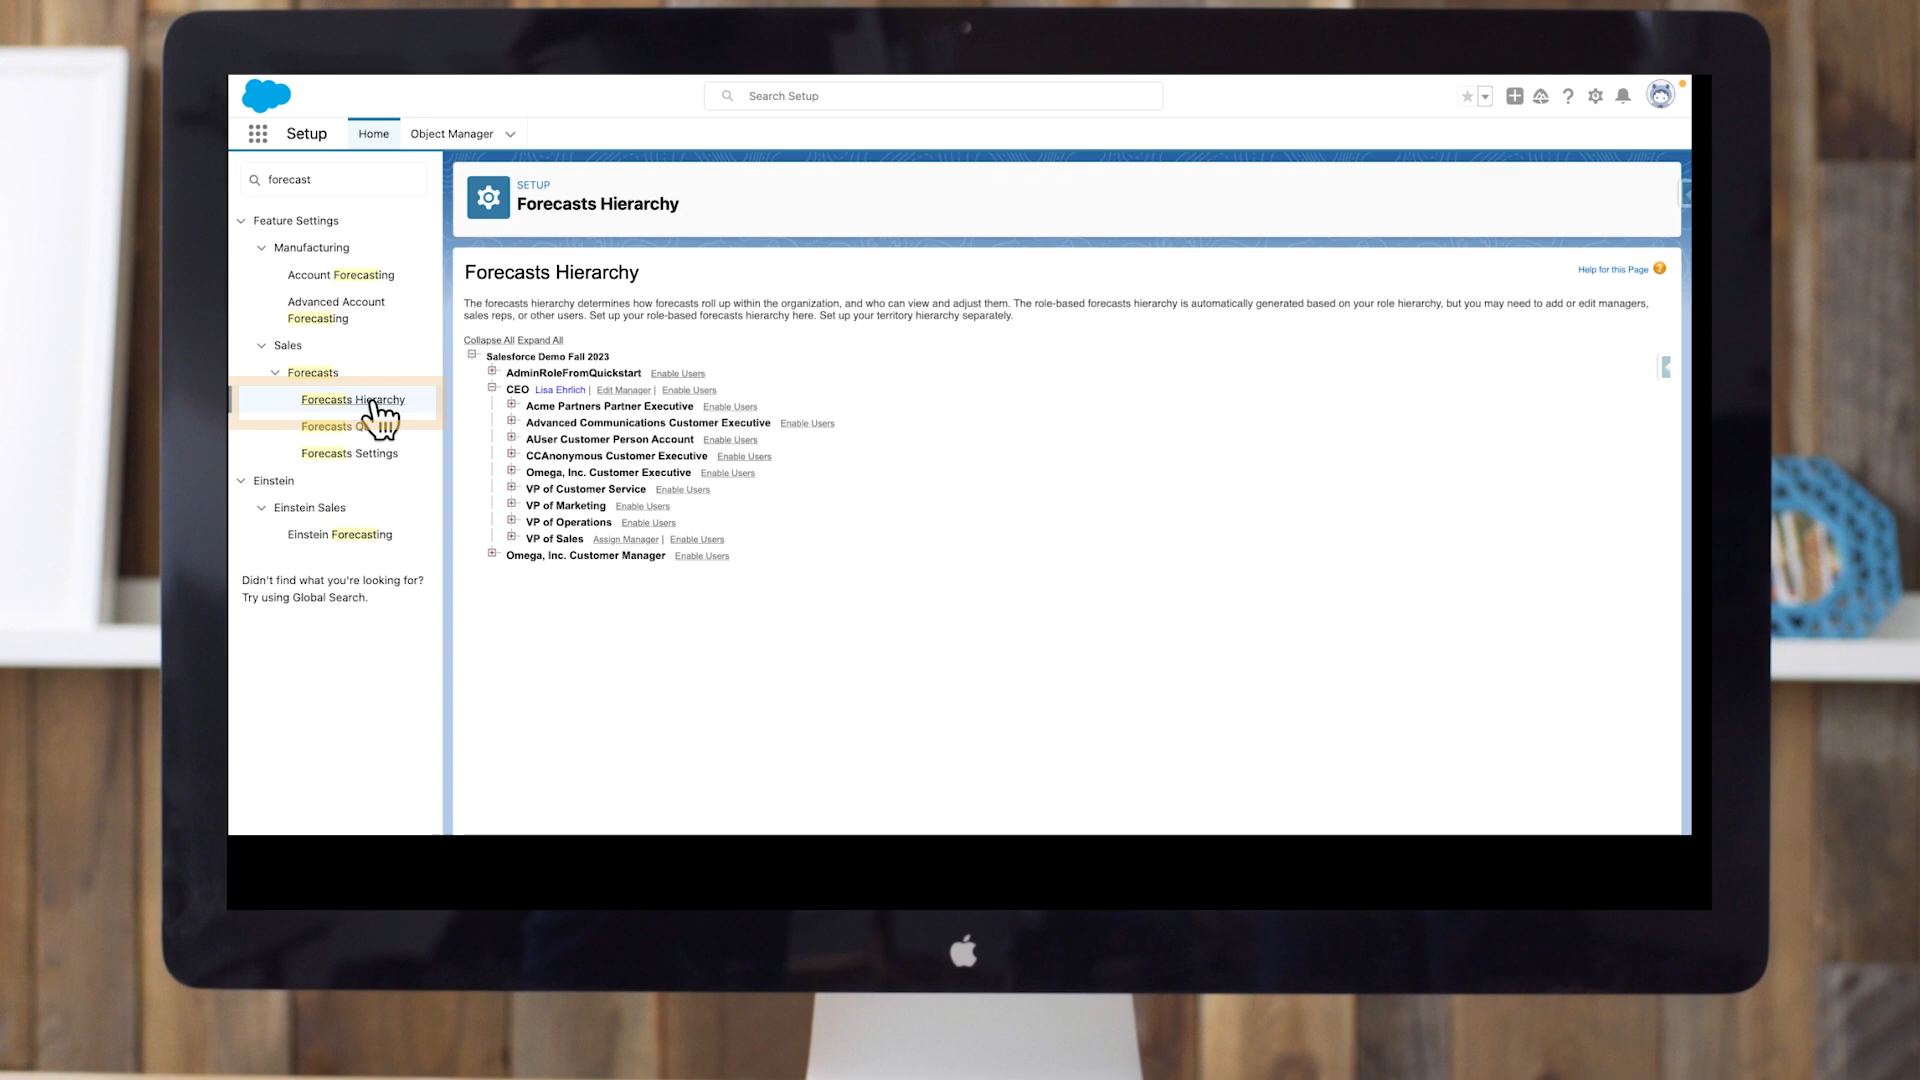 Search Setup
Setup
Home
Object Manager
forecast
Feature Settings
Manufacturing
Account Forecasting
Advanced Account
Forecasting
Sales
Forecasts
Forecasts Hierarchy
Forecasts
Forecasts Settings
Einstein
Einstein Sales
Einstein Forecasting
Didn't find what you're looking for?
Try using Global Search.
SETUP
Forecasts Hierarchy
Forecasts Hierarchy
Help for this Page
The forecasts hierarchy determines how forecasts roll up within the organization, and who can view and adjust them. The role-based forecasts hierarchy is automatically generated based on your role hierarchy, but you may need to add or edit managers,
sales reps, or other users. Set up your role-based forecasts hierarchy here. Set up your territory hierarchy separately.
Collapse All Expand All
Salesforce Demo Fall 2023
AdminRoleFromQuickstart Enable Users
CEO Lisa Ehrlich | Edit Manager | Enable Users
Acme Partners Partner Executive Enable Users
Advanced Communications Customer Executive Enable Users
AUser Customer Person Account Enable Users
CCAnonymous Customer Executive Enable Users
Omega, Inc. Customer Executive Enable Users
VP of Customer Service Enable Users
VP of Marketing Enable Users
VP of Operations Enable Users
VP of Sales Assign Manager | Enable Users
Omega, Inc. Customer Manager Enable Users